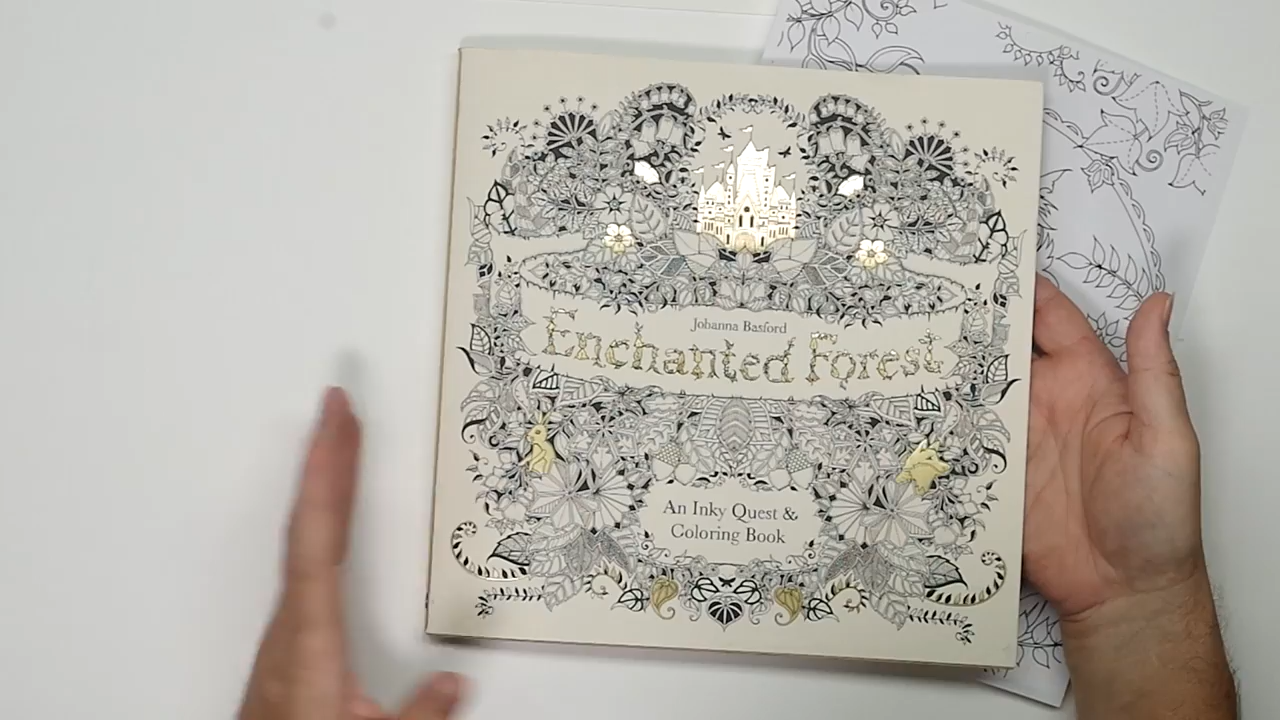 Johanna Basford
Enchanted Forest
An Inky Quest &
Coloring Book